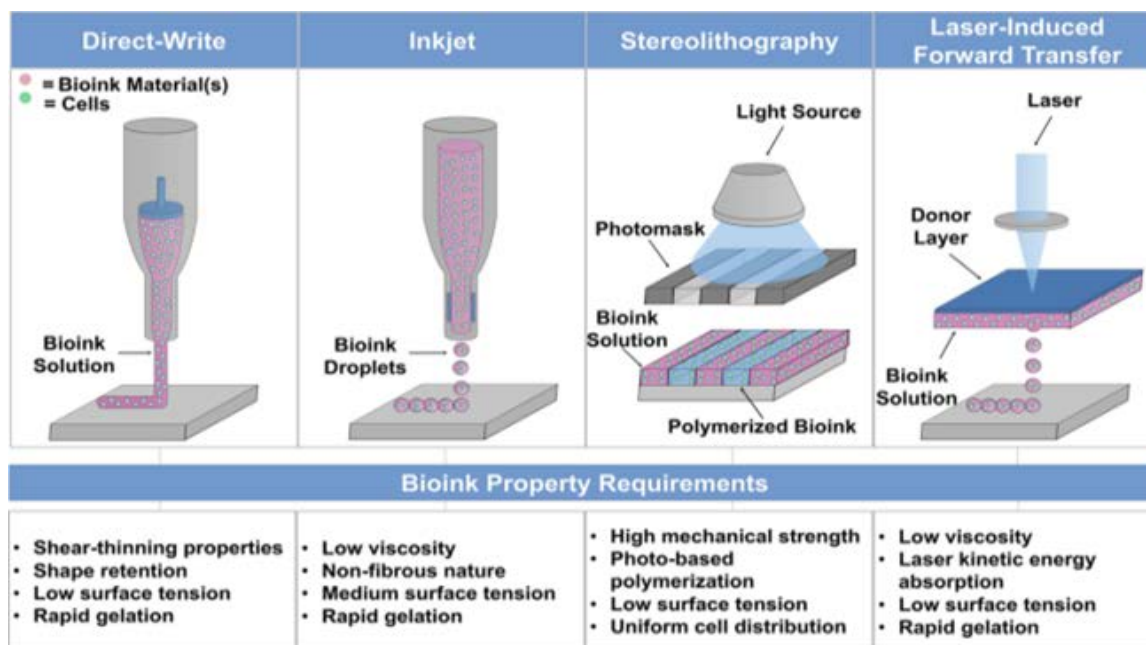 Direct-Write
= Bioink Material(s)
= Cells
Bioink
Solution
Inkjet
Bioink
Droplets
Stereolithography
Light Source
Photomask
Bioink
Solution
Polymerized Bioink
Laser-Induced
Forward Transfer
Laser
Donor
Layer
Bioink
Solution
Bioink Property Requirements
• Shear-thinning properties
• Shape retention
• Low surface tension
• Rapid gelation
• Low viscosity
• Non-fibrous nature
• Medium surface tension
• Rapid gelation
• High mechanical strength
• Photo-based
polymerization
• Low surface tension
• Uniform cell distribution
• Low viscosity
• Laser kinetic energy
absorption
• Low surface tension
• Rapid gelation